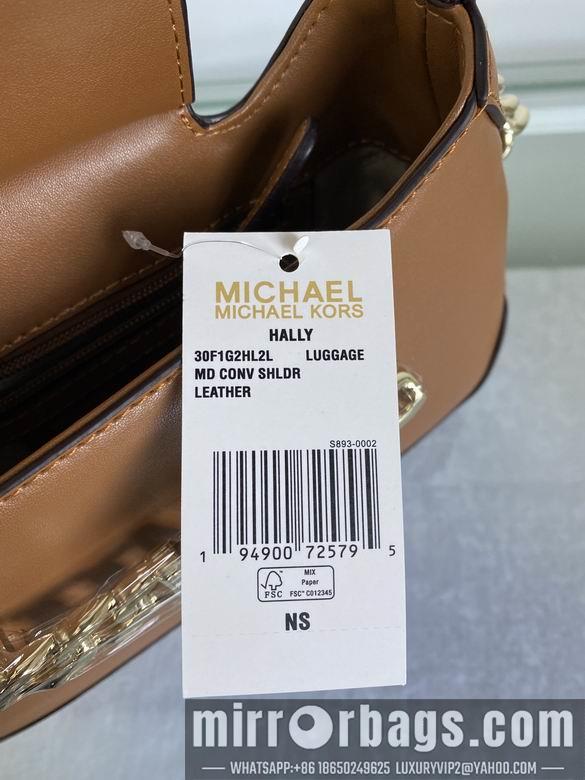 MICHAEL
MICHAEL KORS
HALLY
30F1G2HL2L LUGGAGE
MD CONV SHLDR
LEATHER
S893-0002
1 94900 72579 5
FSC
MIX
Paper
FSC™ C012345
NS
mirrorbags.com
WHATSAPP:+86 18650249625 LUXURYVIP2@YAHOO.COM